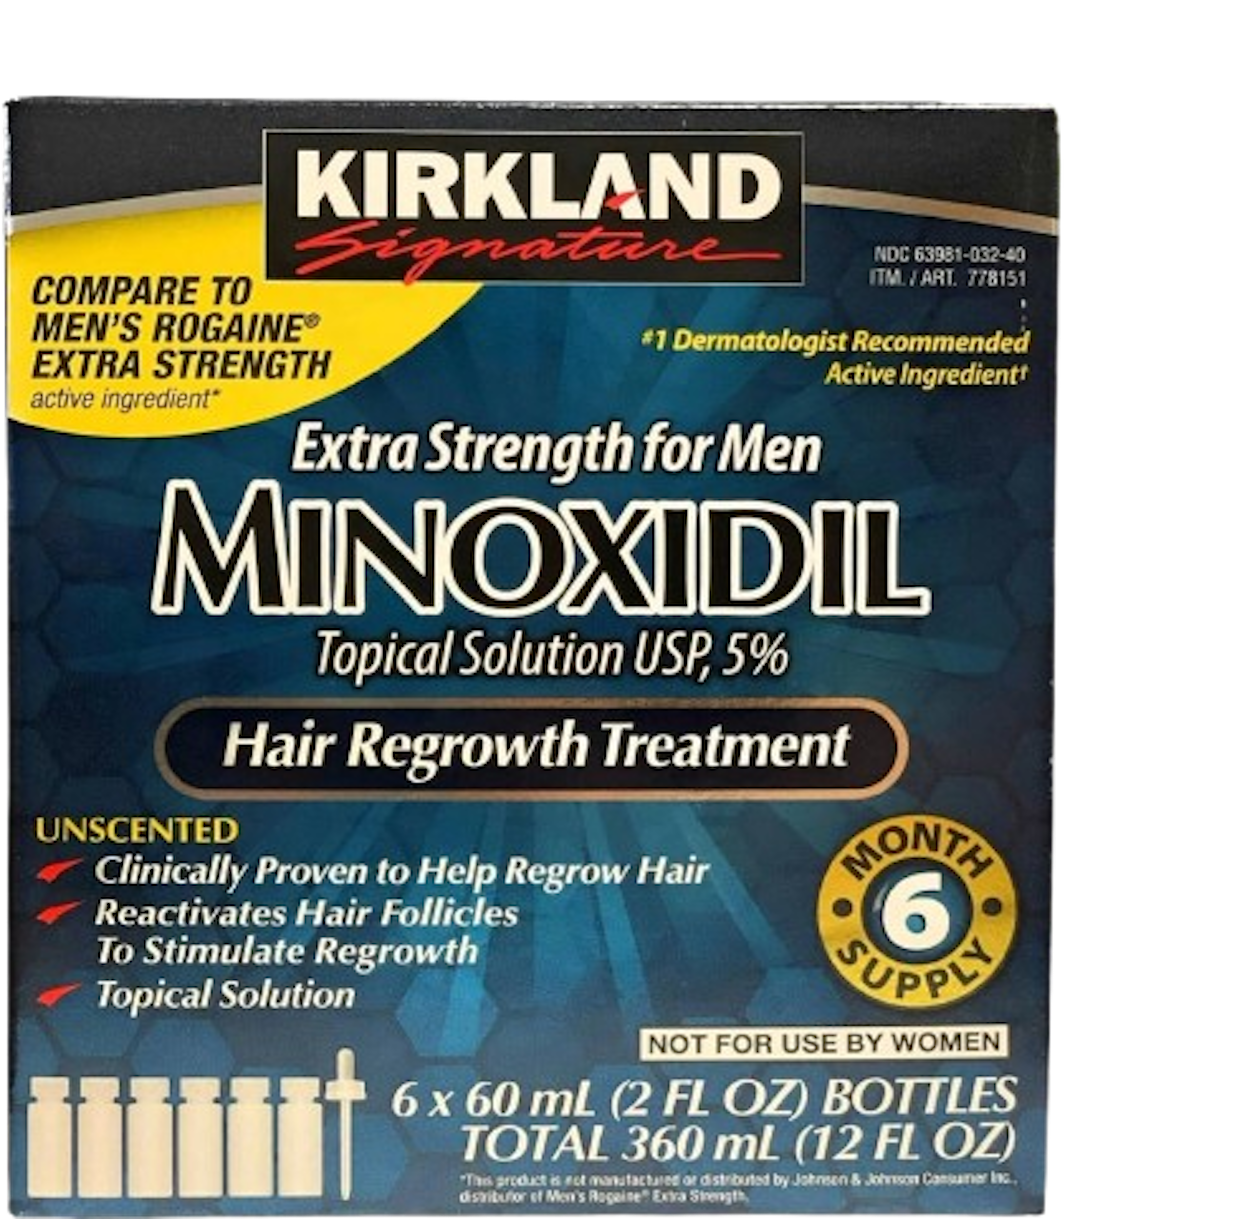 KIRKLAND
Signature
NDC 63981-032-40
ITM. / ART. 778151
COMPARE TO
MEN'S ROGAINE®
EXTRA STRENGTH
active ingredient*
#1 Dermatologist Recommended
Active Ingredient†
Extra Strength for Men
MINOXIDIL
Topical Solution USP, 5%
Hair Regrowth Treatment
UNSCENTED
Clinically Proven to Help Regrow Hair
Reactivates Hair Follicles
To Stimulate Regrowth
Topical Solution
MONTH
6
SUPPLY
NOT FOR USE BY WOMEN
6 x 60 mL (2 FL OZ) BOTTLES
TOTAL 360 mL (12 FL OZ)
*This product is not manufactured or distributed by Johnson & Johnson Consumer Inc.,
distributor of Men's Rogaine® Extra Strength.